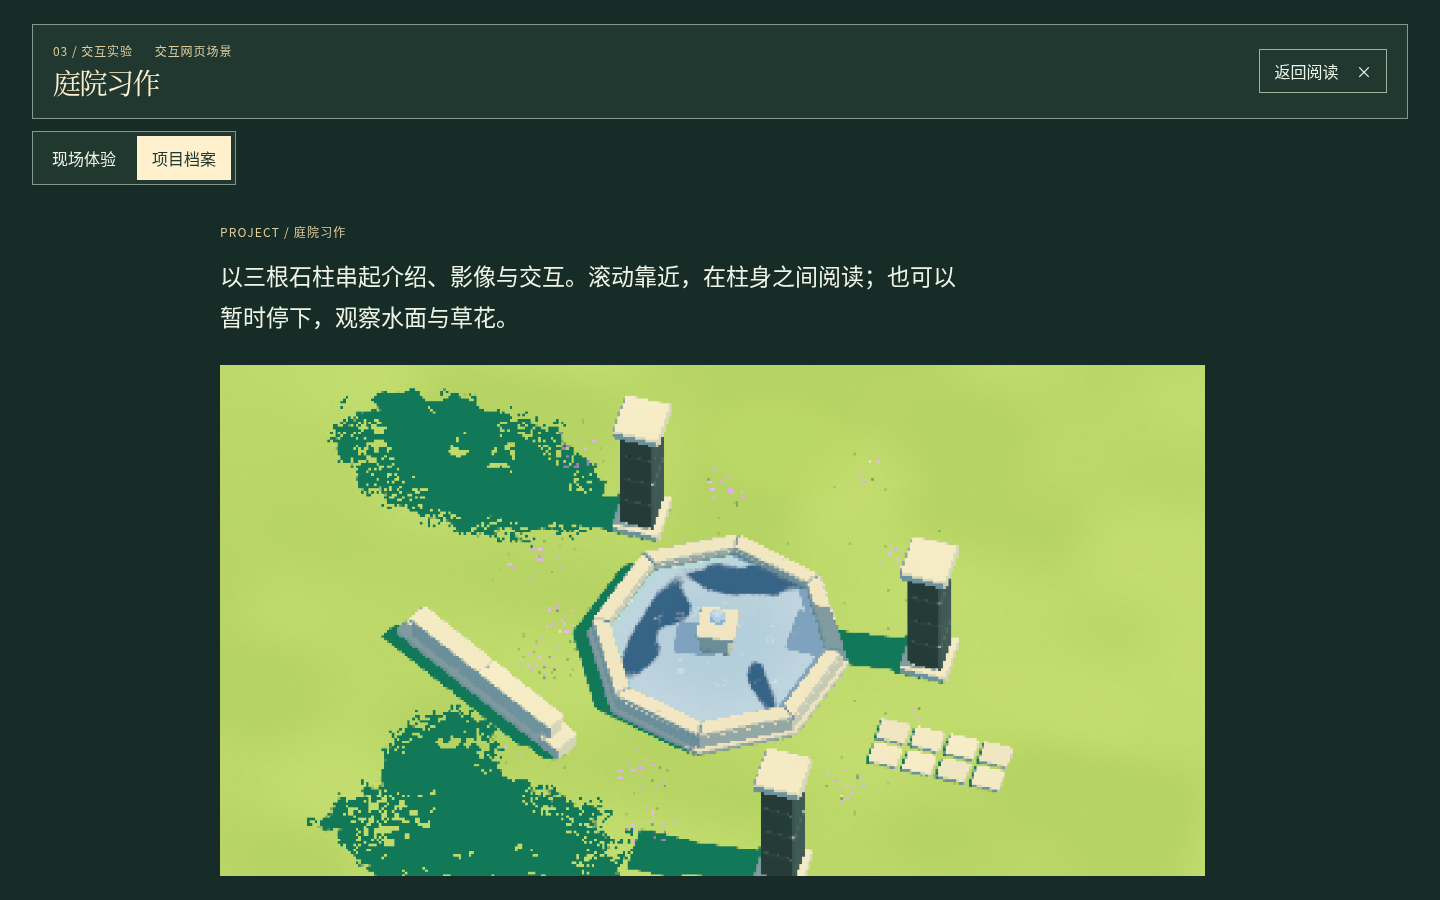 03 / 交互实验 交互网页场景
庭院习作
返回阅读 ×
现场体验 项目档案
PROJECT / 庭院习作
以三根石柱串起介绍、影像与交互。滚动靠近，在柱身之间阅读；也可以
暂时停下，观察水面与草花。